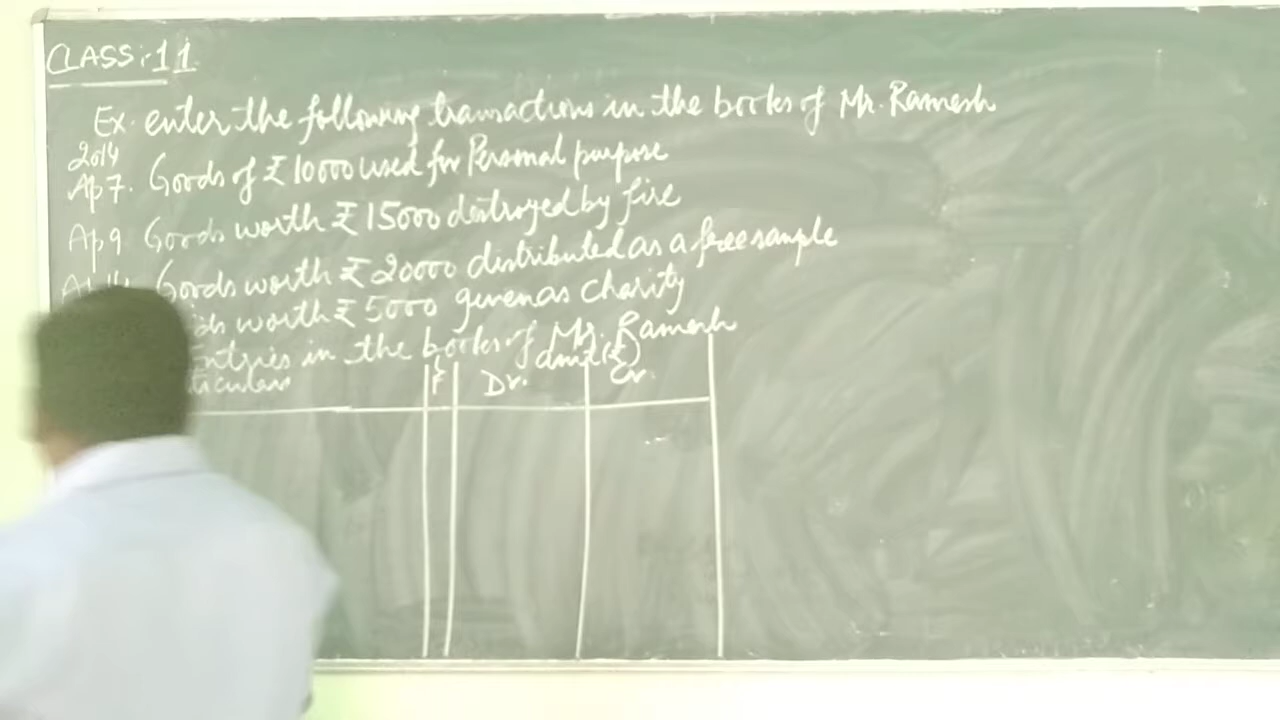 CLASS:-11
Ex. enter the following transactions in the books of Mr. Ramesh
2014
Ap 7. Goods of ₹ 10000 used for Personal purpose
Ap 9 Goods worth ₹ 15000 destroyed by fire
Goods worth ₹ 20000 distributed as a free sample
worth ₹ 5000 given as charity
Entries in the books of Mr. Ramesh
ticulars L F Dr. amt(₹) Cr.